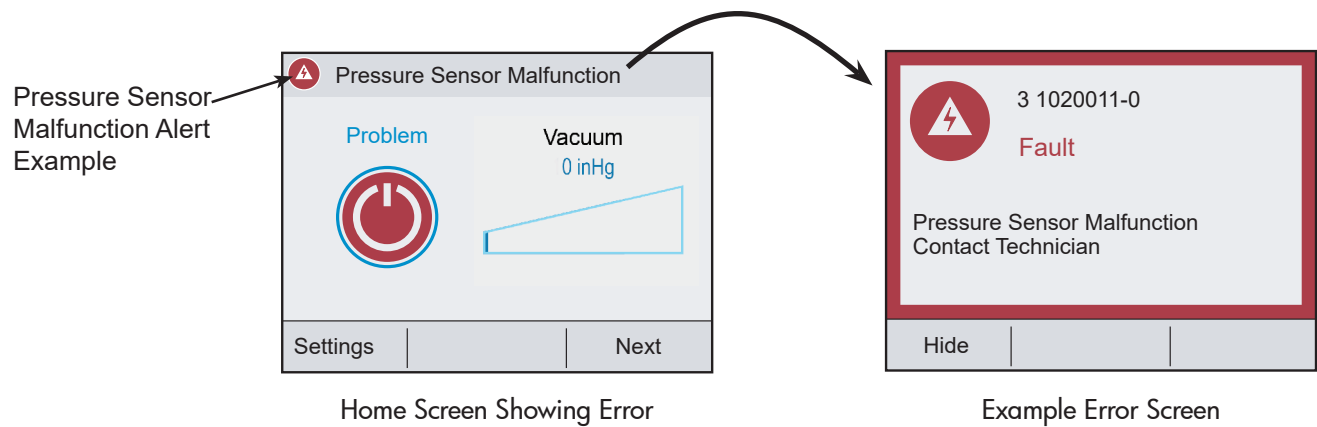 Pressure Sensor
Malfunction Alert
Example
Pressure Sensor Malfunction
Problem
Vacuum
0 inHg
Settings
Next
Home Screen Showing Error
3 1020011-0
Fault
Pressure Sensor Malfunction
Contact Technician
Hide
Example Error Screen